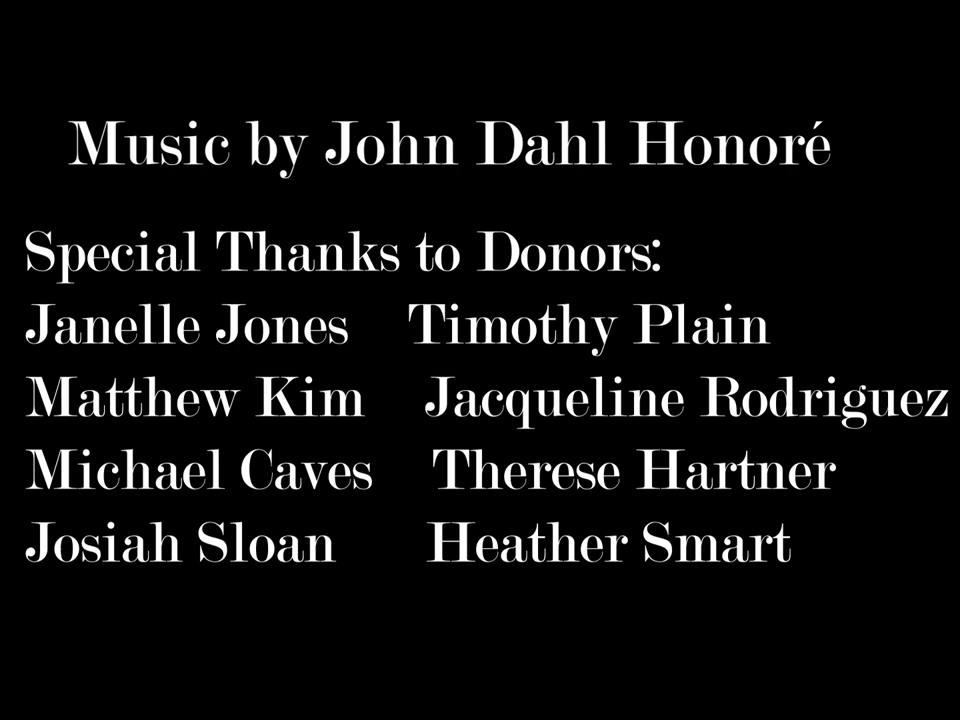 Music by John Dahl Honoré
Special Thanks to Donors:
Janelle Jones Timothy Plain
Matthew Kim Jacqueline Rodriguez
Michael Caves Therese Hartner
Josiah Sloan Heather Smart